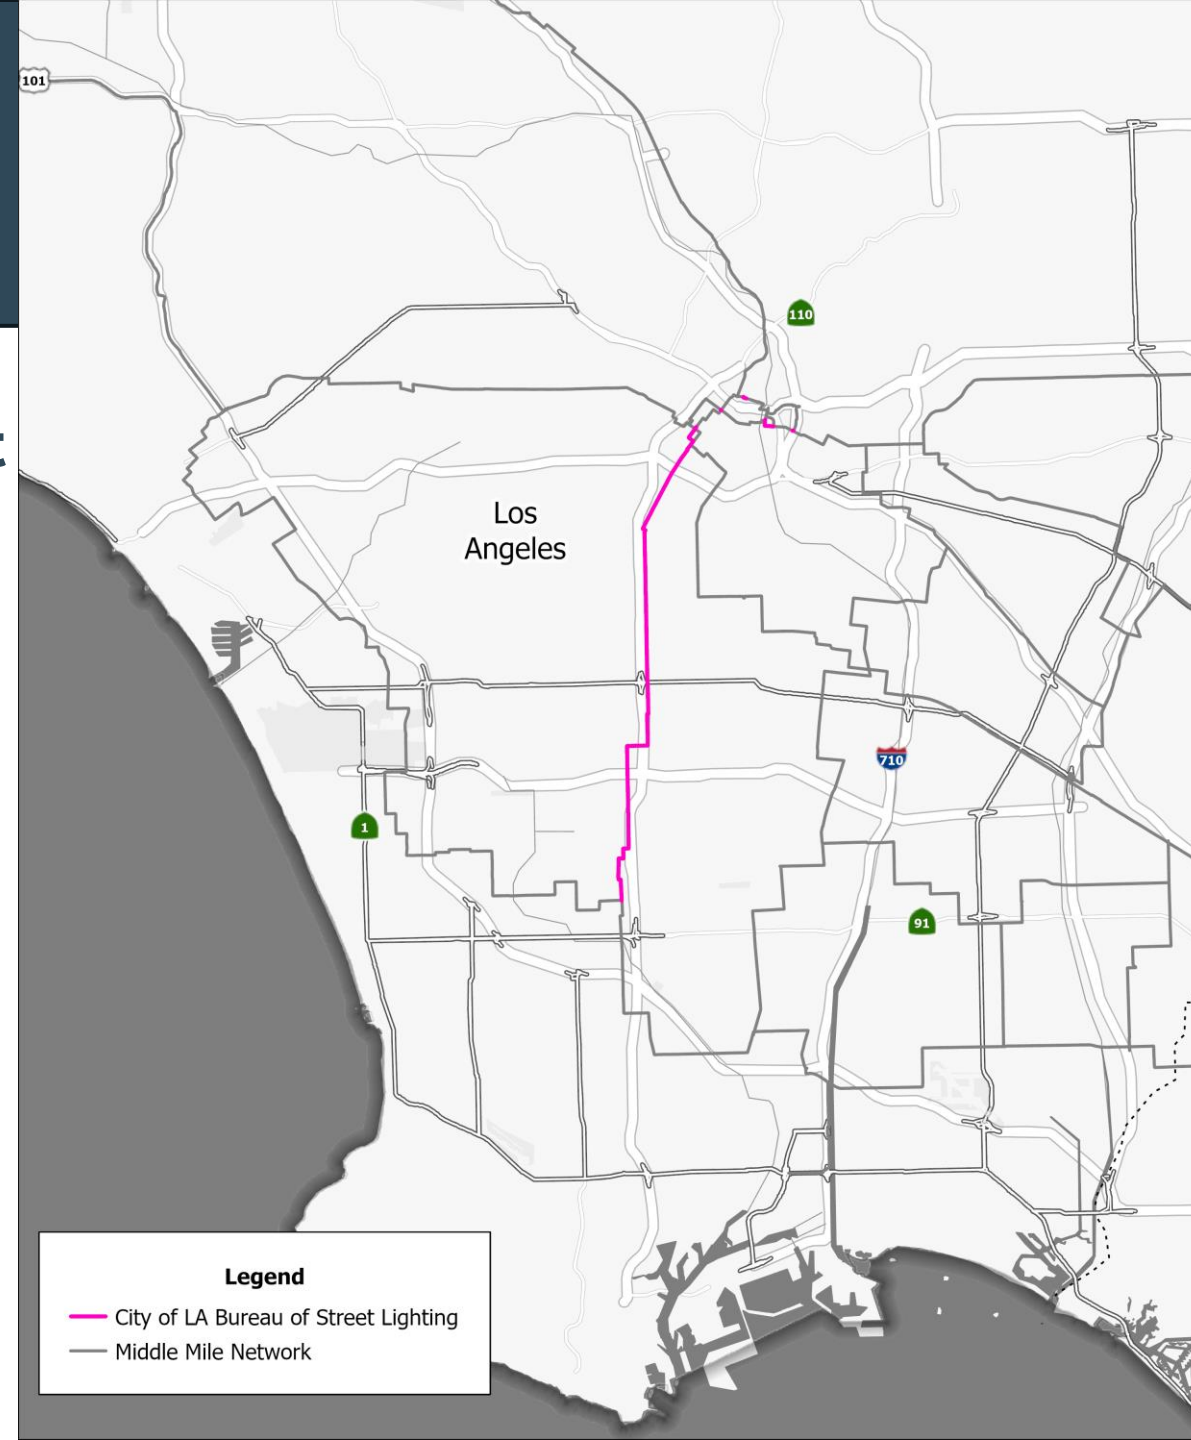 101
110
Los
Angeles
710
1
91
Legend
City of LA Bureau of Street Lighting
Middle Mile Network